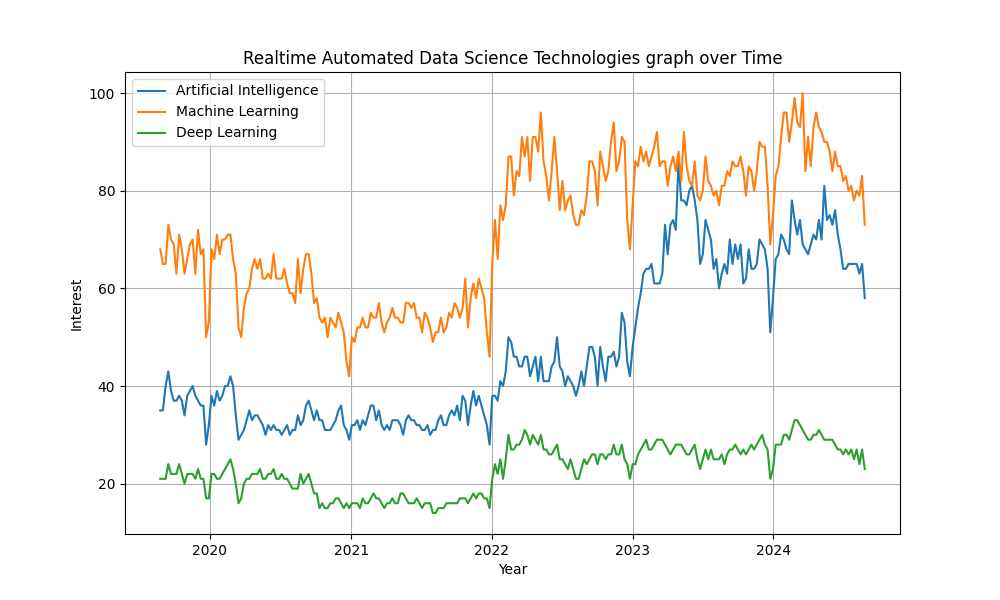 Realtime Automated Data Science Technologies graph over Time
Artificial Intelligence
Machine Learning
Deep Learning
100
80
60
40
20
Interest
2020 2021 2022 2023 2024
Year